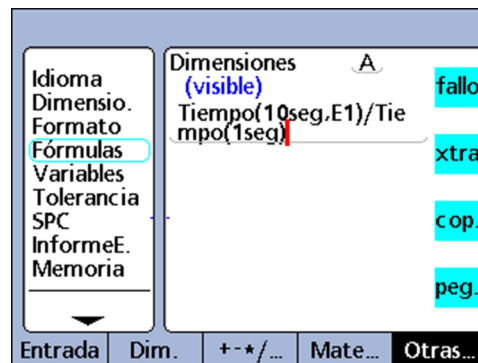 Idioma
Dimensio.
Formato
Fórmulas
Variables
Tolerancia
SPC
InformeE.
Memoria
Dimensiones A
(visible)
Tiempo(10seg,E1)/Tie
mpo(1seg)
fallo
xtra
cop.
peg.
Entrada Dim. +-*/... Mate... Otras...